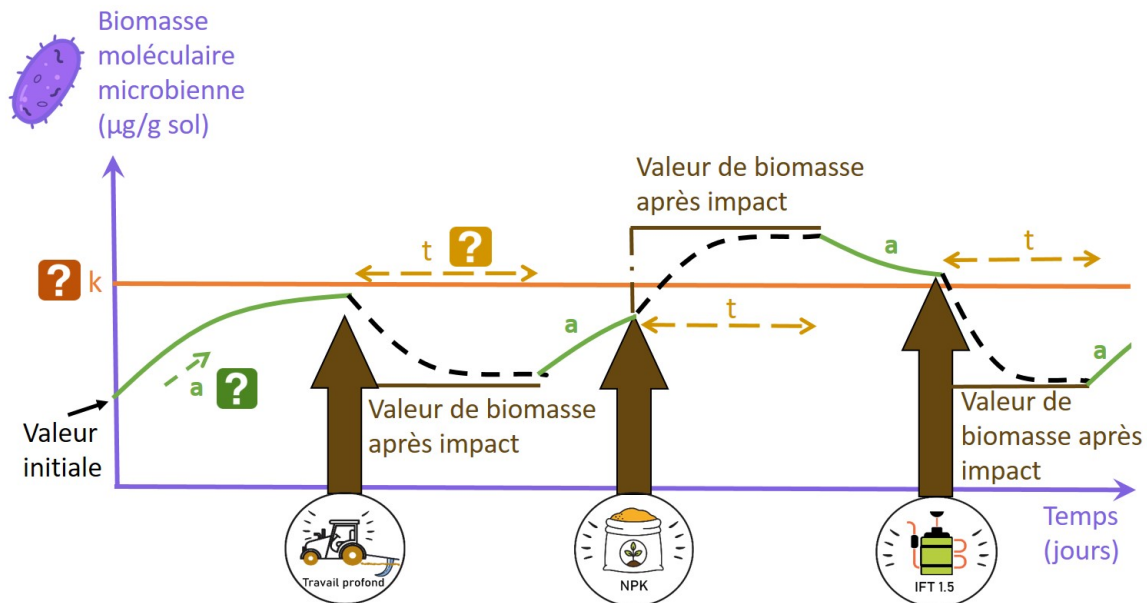 Biomasse
moléculaire
microbienne
(µg/g sol)
Valeur de biomasse
après impact
t ?
a
t
? k
t
a
a
a ?
Valeur
initiale
Valeur de biomasse
après impact
Valeur de
biomasse après
impact
Temps
(jours)
Travail profond
NPK
IFT 1.5